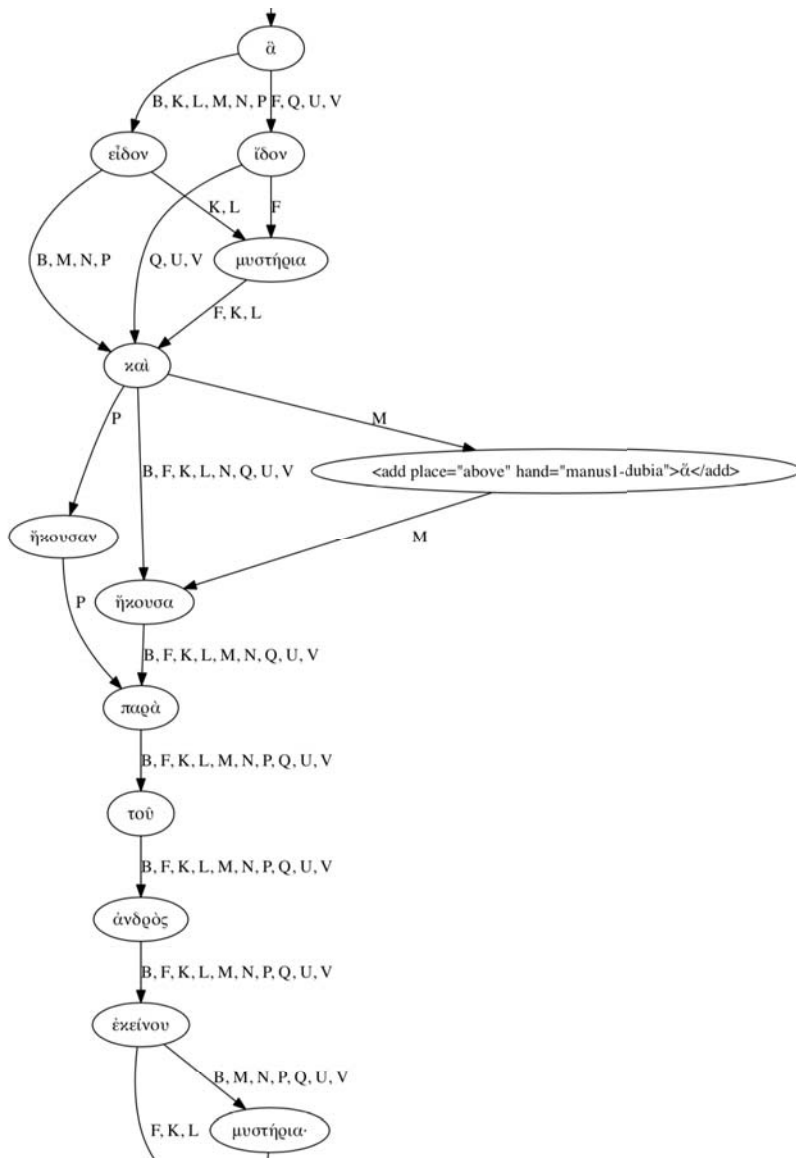 ἃ
B, K, L, M, N, P
F, Q, U, V
εἶδον
ἴδον
K, L
F
B, M, N, P
Q, U, V
μυστήρια
F, K, L
καὶ
P
M
B, F, K, L, N, Q, U, V
<add place="above" hand="manus1-dubia">ἅ</add>
ἤκουσαν
M
P
ἤκουσα
B, F, K, L, M, N, Q, U, V
παρὰ
B, F, K, L, M, N, P, Q, U, V
τοῦ
B, F, K, L, M, N, P, Q, U, V
ἀνδρὸς
B, F, K, L, M, N, P, Q, U, V
ἐκείνου
B, M, N, P, Q, U, V
F, K, L
μυστήρια·